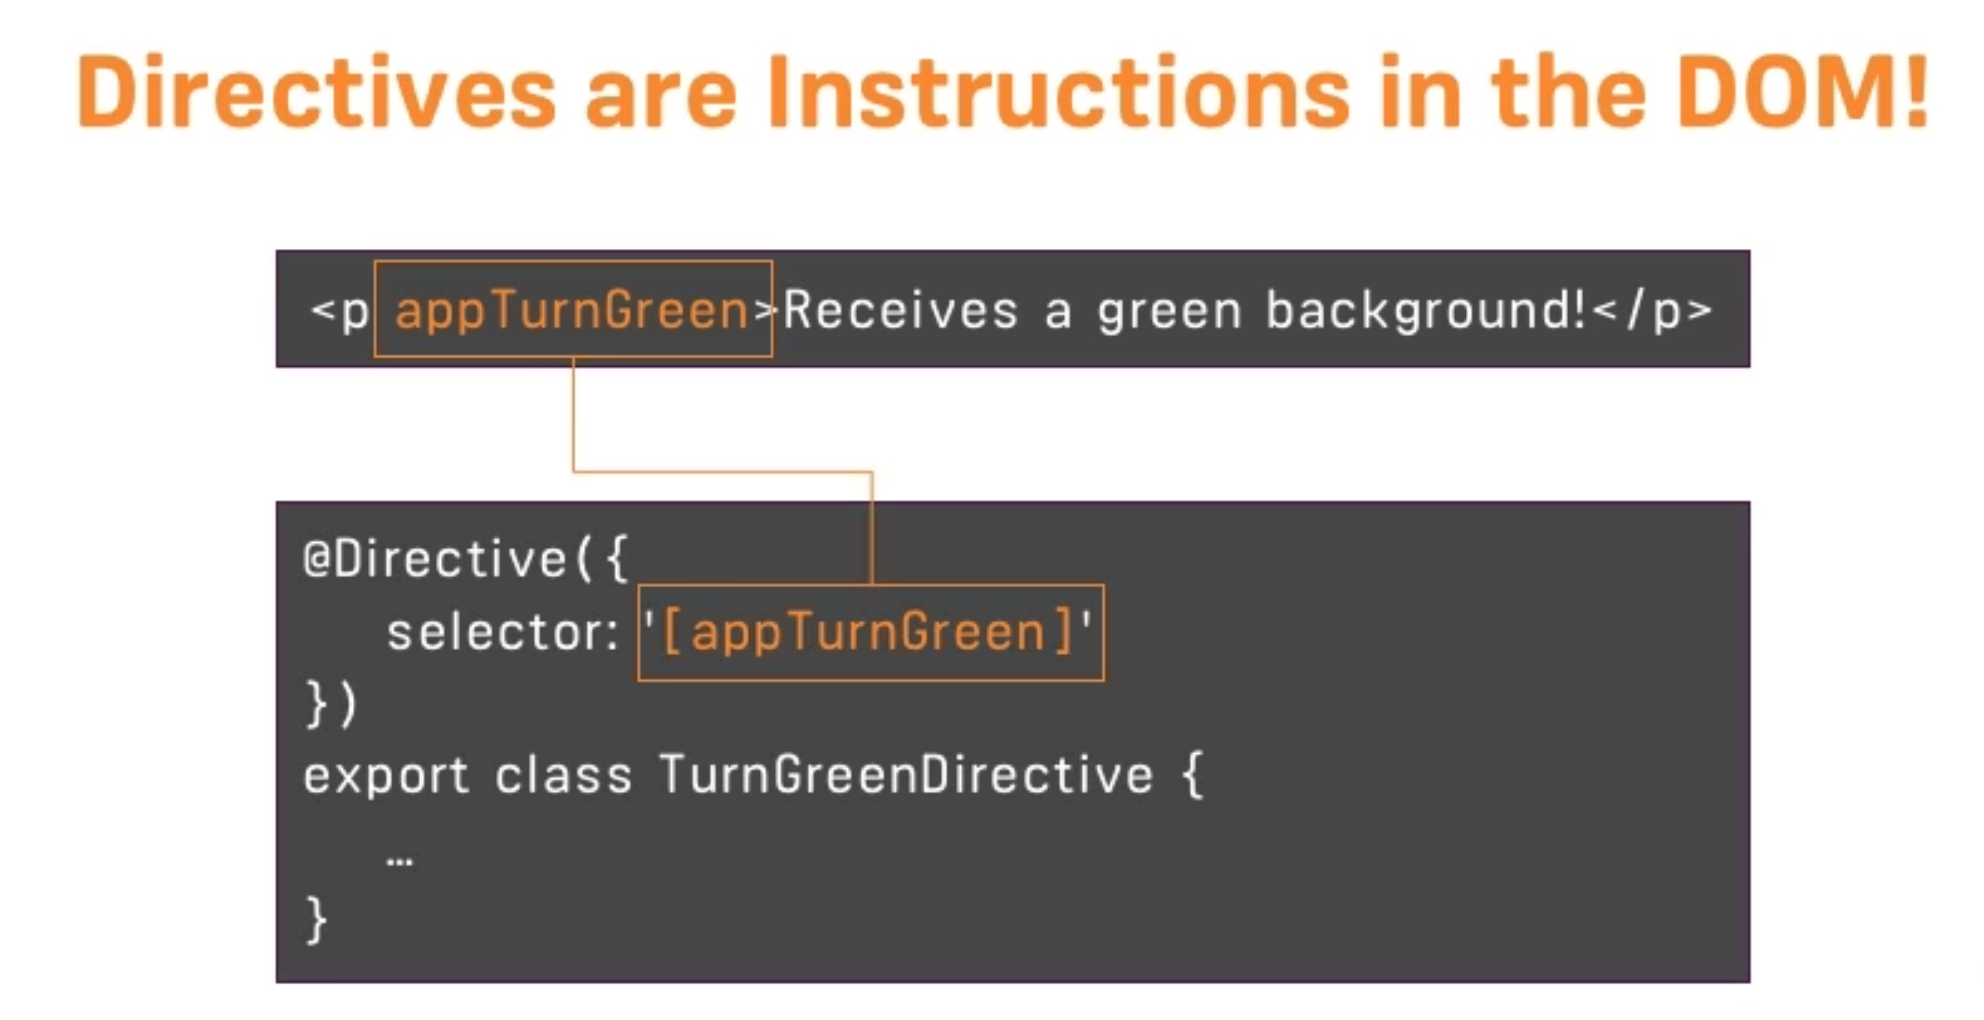 Directives are Instructions in the DOM!
<p appTurnGreen>Receives a green background!</p>
@Directive({
selector: '[appTurnGreen]'
})
export class TurnGreenDirective {
…
}